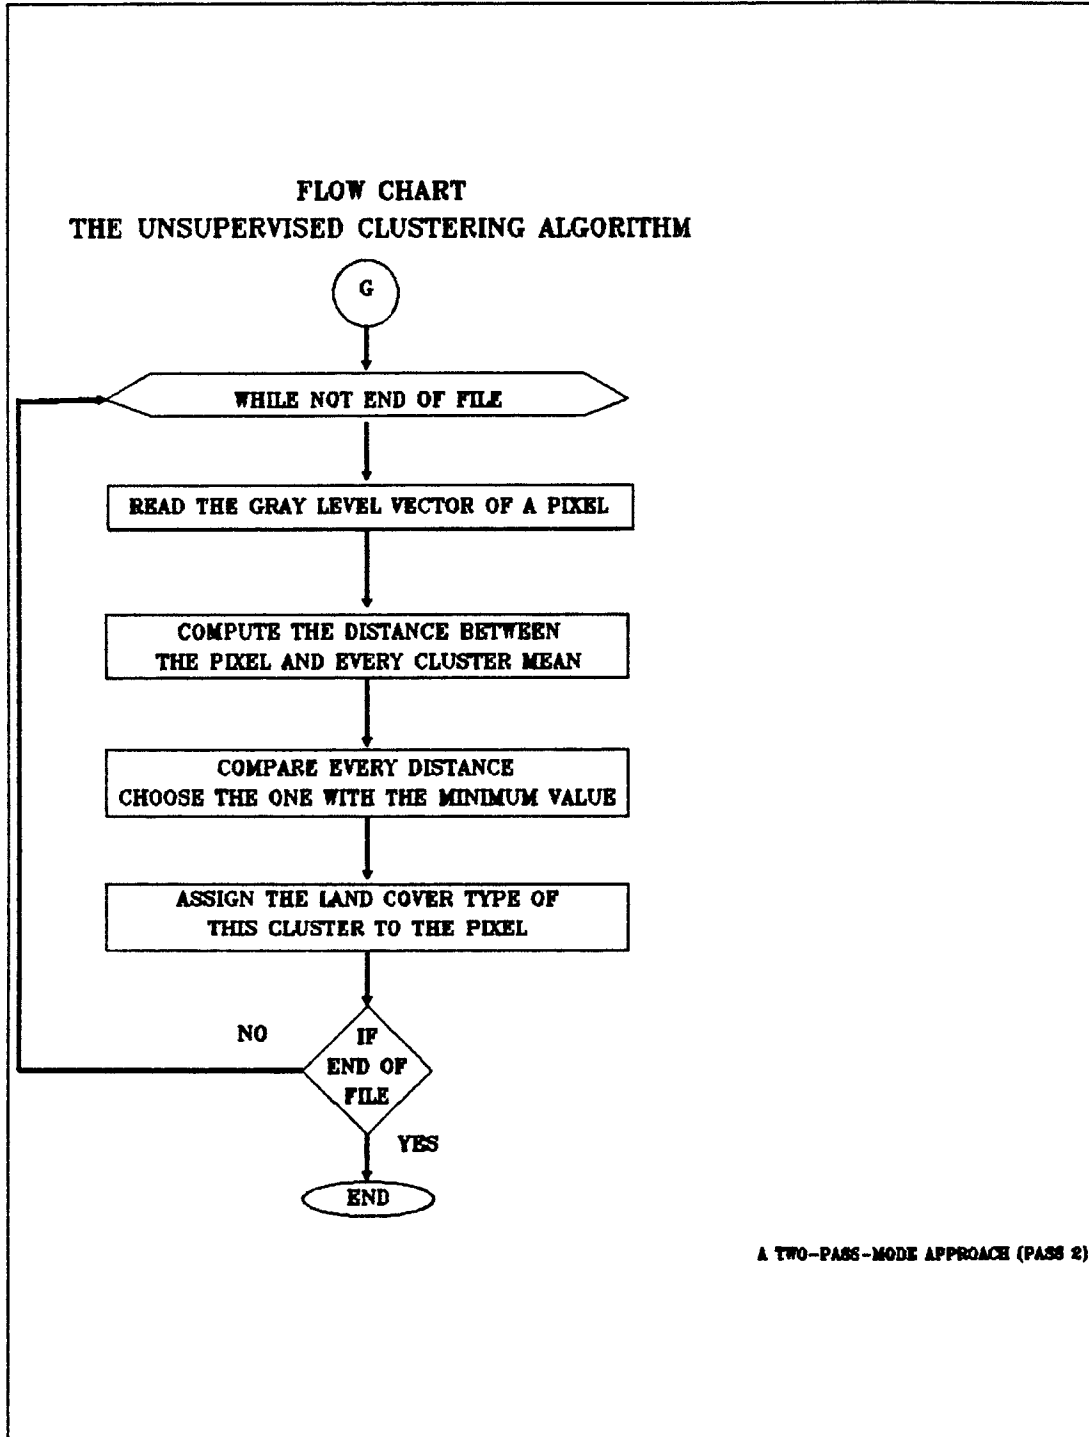 FLOW CHART
THE UNSUPERVISED CLUSTERING ALGORITHM
G
WHILE NOT END OF FILE
READ THE GRAY LEVEL VECTOR OF A PIXEL
COMPUTE THE DISTANCE BETWEEN
THE PIXEL AND EVERY CLUSTER MEAN
COMPARE EVERY DISTANCE
CHOOSE THE ONE WITH THE MINIMUM VALUE
ASSIGN THE LAND COVER TYPE OF
THIS CLUSTER TO THE PIXEL
NO
IF
END OF
FILE
YES
END
A TWO-PASS-MODE APPROACH (PASS 2)